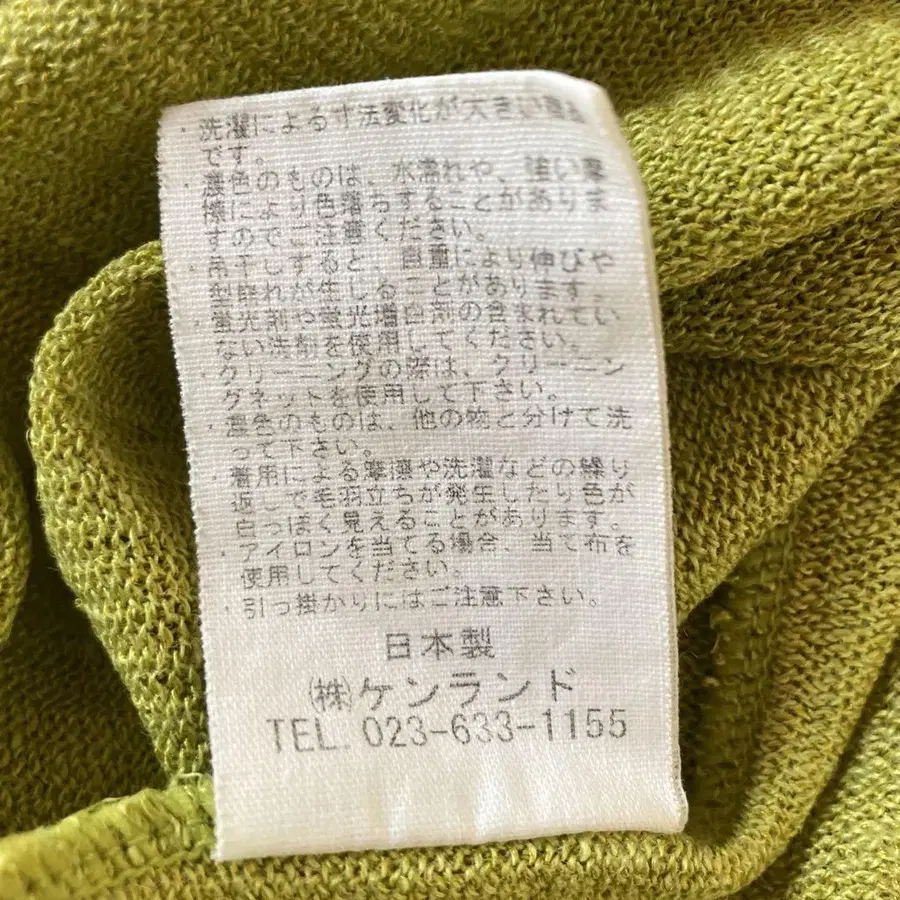 ・洗濯によるす法変化が大きい商品
です。
・濃色のものは、水濡れや、強い摩
擦により色落ちすることがありま
すのでご注意ください。
・吊干しすると、自重により伸びや
型崩れが生じることがあります。
・蛍光剤や蛍光増白剤の含まれてい
ない洗剤を使用してください。
・クリーニングの際は、クリーニン
グネットを使用して下さい。
・濃色のものは、他の物と分けて洗
って下さい。
・着用による摩擦や洗濯などの繰り
返しで毛羽立ちが発生したり色が
白っぽく見えることがあります。
・アイロンを当てる場合、当て布を
使用してください。
・引っ掛かりにはご注意下さい。
日本製
㈱ケンランド
TEL. 023-633-1155